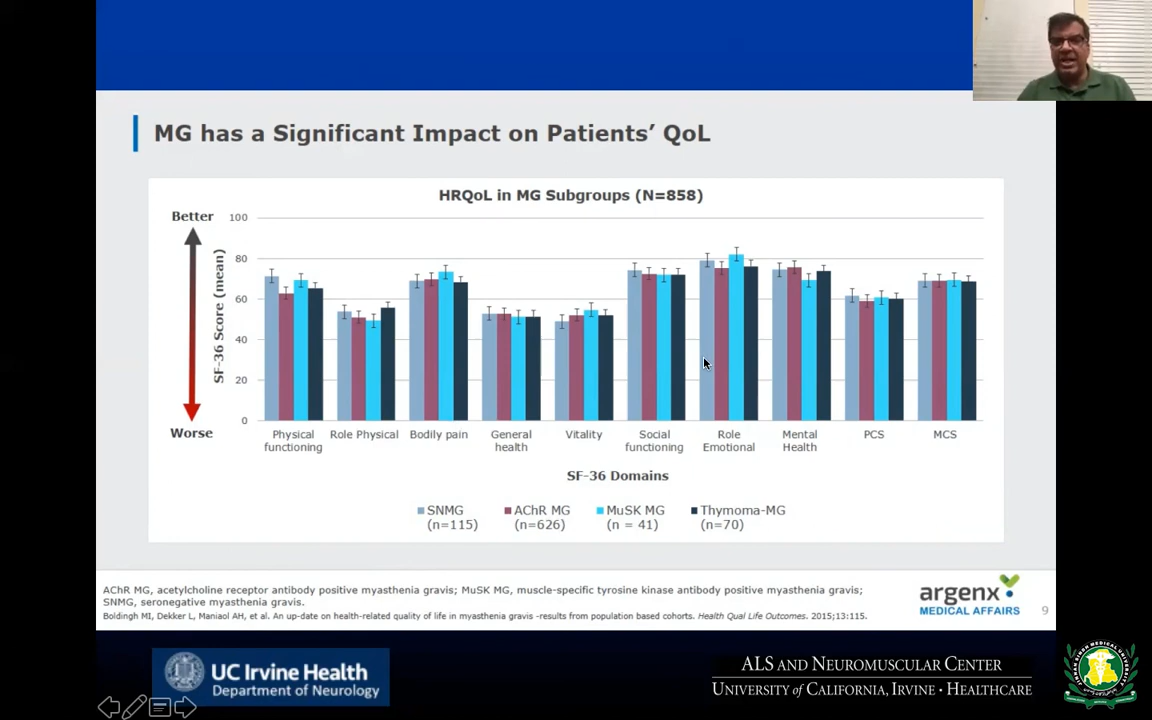 MG has a Significant Impact on Patients’ QoL
HRQoL in MG Subgroups (N=858)
Better
Worse
SF-36 Score (mean)
100
80
60
40
20
0
Physical functioning
Role Physical
Bodily pain
General health
Vitality
Social functioning
Role Emotional
Mental Health
PCS
MCS
SF-36 Domains
SNMG
(n=115)
AChR MG
(n=626)
MuSK MG
(n = 41)
Thymoma-MG
(n=70)
AChR MG, acetylcholine receptor antibody positive myasthenia gravis; MuSK MG, muscle-specific tyrosine kinase antibody positive myasthenia gravis;
SNMG, seronegative myasthenia gravis.
Boldingh MI, Dekker L, Maniaol AH, et al. An up-date on health-related quality of life in myasthenia gravis -results from population based cohorts. Health Qual Life Outcomes. 2015;13:115.
argenx
MEDICAL AFFAIRS
9
UC Irvine Health
Department of Neurology
ALS AND NEUROMUSCULAR CENTER
UNIVERSITY of CALIFORNIA, IRVINE • HEALTHCARE